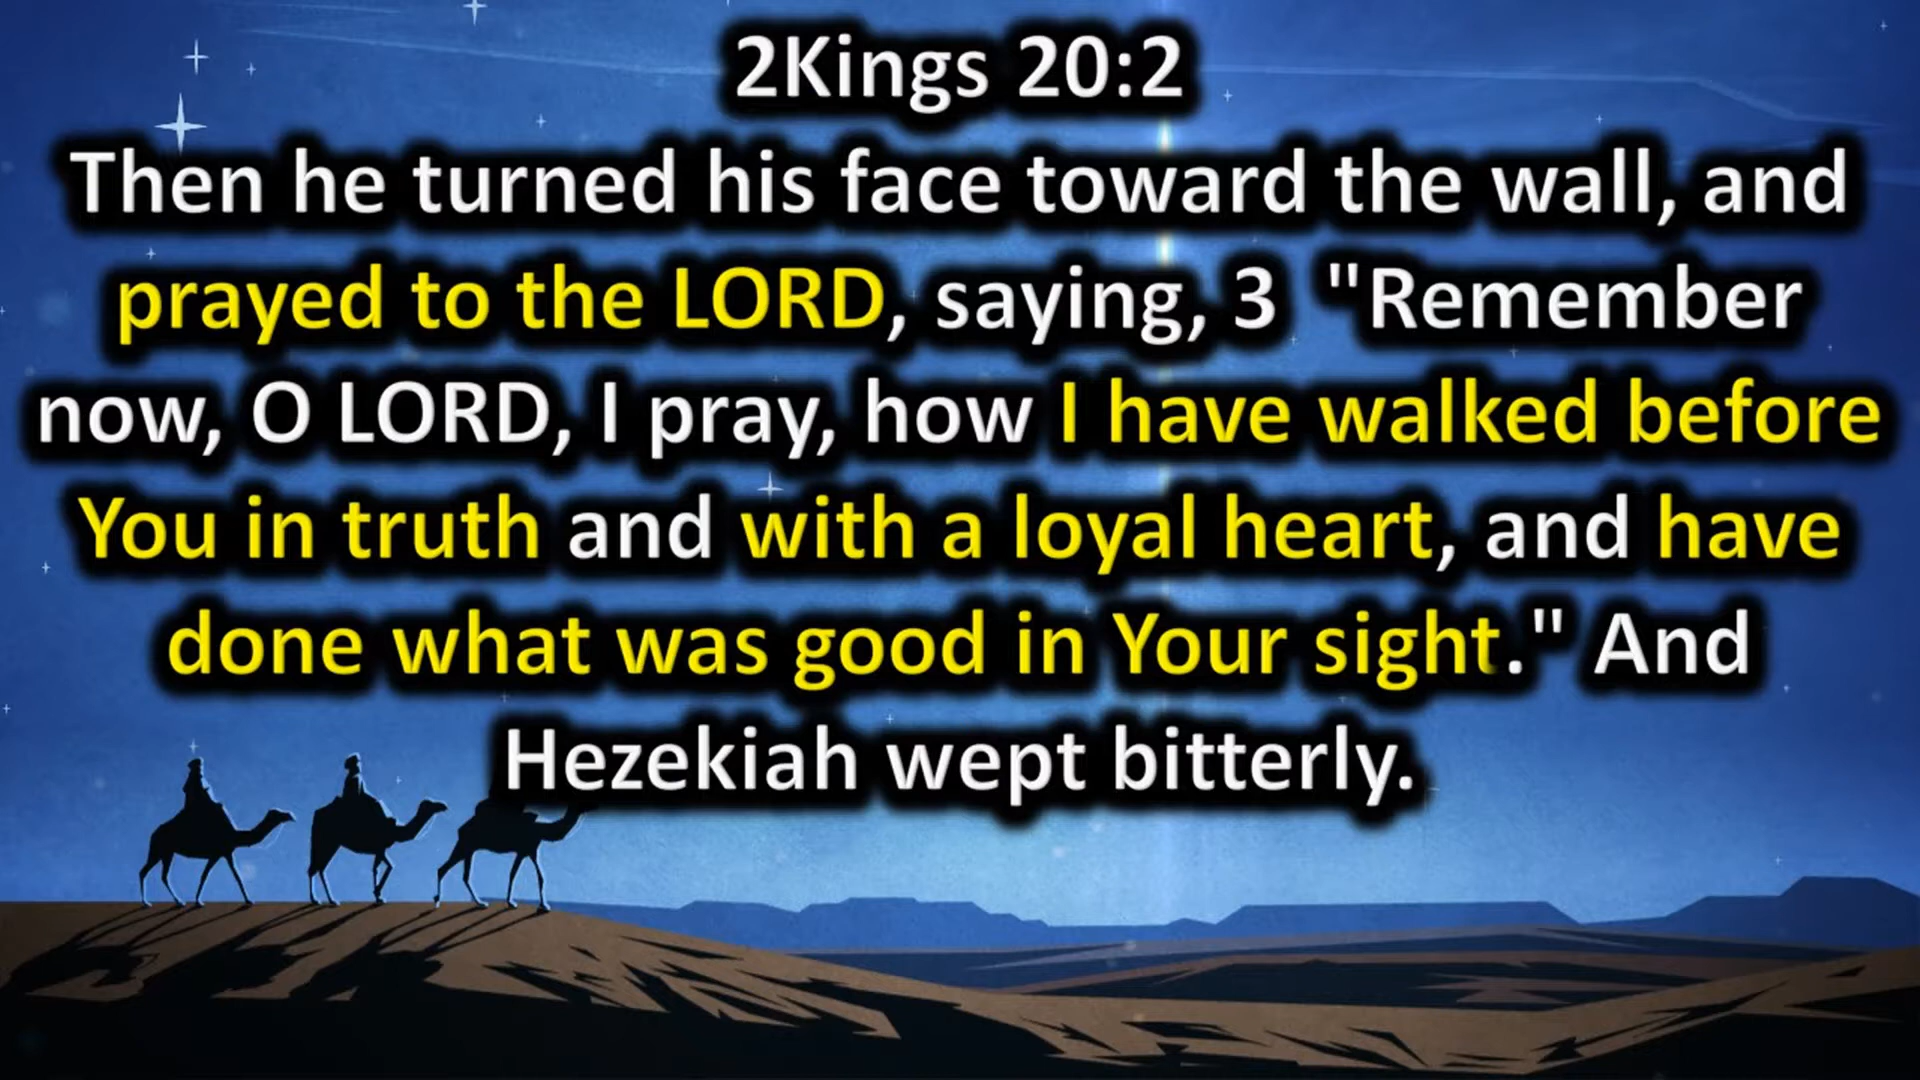 2Kings 20:2
Then he turned his face toward the wall, and
prayed to the LORD, saying, 3  "Remember
now, O LORD, I pray, how I have walked before
You in truth and with a loyal heart, and have
done what was good in Your sight." And
Hezekiah wept bitterly.